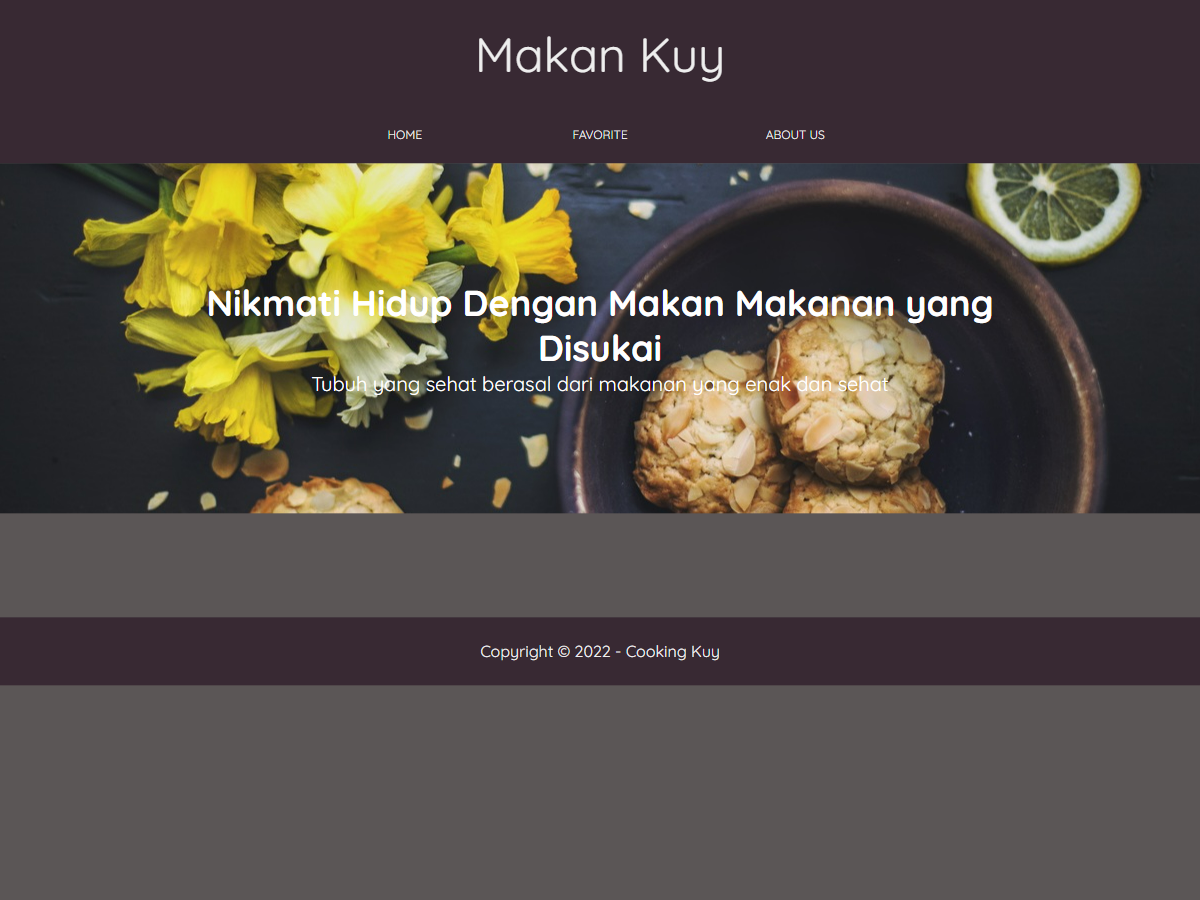 Makan Kuy
HOME FAVORITE ABOUT US
Nikmati Hidup Dengan Makan Makanan yang
Disukai
Tubuh yang sehat berasal dari makanan yang enak dan sehat
Copyright © 2022 - Cooking Kuy